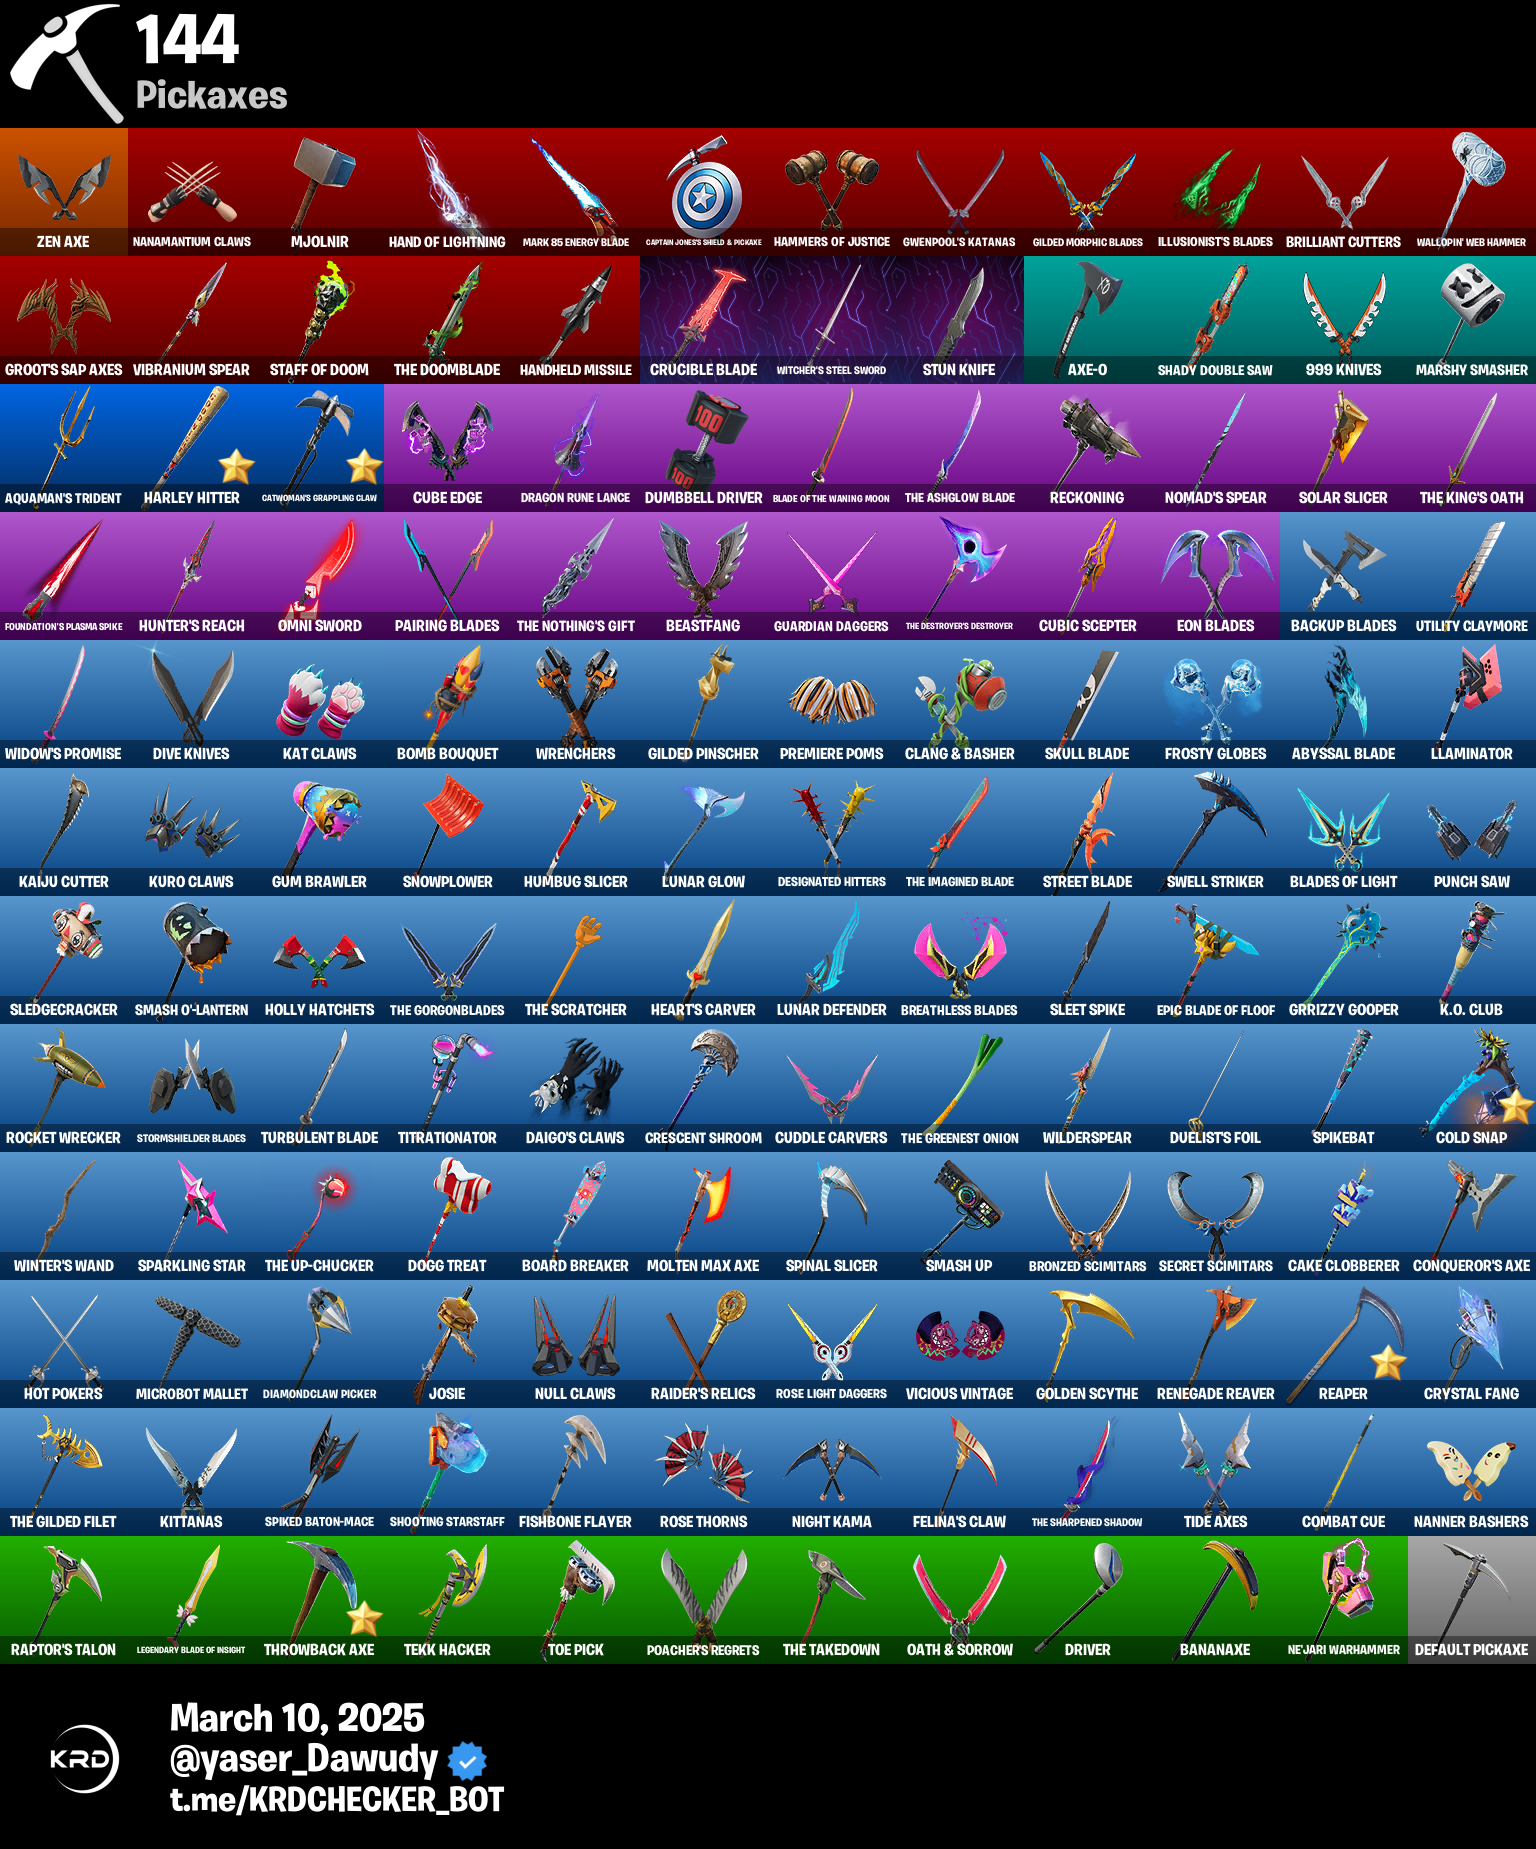 144
Pickaxes
ZEN AXE
NANAMANTIUM CLAWS
MJOLNIR
HAND OF LIGHTNING
MARK 85 ENERGY BLADE
CAPTAIN JONES'S SHIELD & PICKAXE
HAMMERS OF JUSTICE
GWENPOOL'S KATANAS
GILDED MORPHIC BLADES
ILLUSIONIST'S BLADES
BRILLIANT CUTTERS
WALLOPIN' WEB HAMMER
GROOT'S SAP AXES
VIBRANIUM SPEAR
STAFF OF DOOM
THE DOOMBLADE
HANDHELD MISSILE
CRUCIBLE BLADE
WITCHER'S STEEL SWORD
STUN KNIFE
AXE-O
SHADY DOUBLE SAW
999 KNIVES
MARSHY SMASHER
AQUAMAN'S TRIDENT
HARLEY HITTER
CATWOMAN'S GRAPPLING CLAW
CUBE EDGE
DRAGON RUNE LANCE
100
100
DUMBBELL DRIVER
BLADE OF THE WANING MOON
THE ASHGLOW BLADE
RECKONING
NOMAD'S SPEAR
SOLAR SLICER
THE KING'S OATH
FOUNDATION'S PLASMA SPIKE
HUNTER'S REACH
OMNI SWORD
PAIRING BLADES
THE NOTHING'S GIFT
BEASTFANG
GUARDIAN DAGGERS
THE DESTROYER'S DESTROYER
CUBIC SCEPTER
EON BLADES
BACKUP BLADES
UTILITY CLAYMORE
WIDOW'S PROMISE
DIVE KNIVES
KAT CLAWS
BOMB BOUQUET
WRENCHERS
GILDED PINSCHER
PREMIERE POMS
CLANG & BASHER
SKULL BLADE
FROSTY GLOBES
ABYSSAL BLADE
LLAMINATOR
KAIJU CUTTER
KURO CLAWS
GUM BRAWLER
SNOWPLOWER
HUMBUG SLICER
LUNAR GLOW
DESIGNATED HITTERS
THE IMAGINED BLADE
STREET BLADE
SWELL STRIKER
BLADES OF LIGHT
PUNCH SAW
SLEDGECRACKER
SMASH O'-LANTERN
HOLLY HATCHETS
THE GORGONBLADES
THE SCRATCHER
HEART'S CARVER
LUNAR DEFENDER
BREATHLESS BLADES
SLEET SPIKE
EPIC BLADE OF FLOOF
GRRIZZY GOOPER
K.O. CLUB
ROCKET WRECKER
STORMSHIELDER BLADES
TURBULENT BLADE
TITRATIONATOR
DAIGO'S CLAWS
CRESCENT SHROOM
CUDDLE CARVERS
THE GREENEST ONION
WILDERSPEAR
DUELIST'S FOIL
SPIKEBAT
COLD SNAP
WINTER'S WAND
SPARKLING STAR
THE UP-CHUCKER
DOGG TREAT
BOARD BREAKER
MOLTEN MAX AXE
SPINAL SLICER
SMASH UP
BRONZED SCIMITARS
SECRET SCIMITARS
CAKE CLOBBERER
CONQUEROR'S AXE
HOT POKERS
MICROBOT MALLET
DIAMONDCLAW PICKER
JOSIE
NULL CLAWS
RAIDER'S RELICS
ROSE LIGHT DAGGERS
VICIOUS VINTAGE
GOLDEN SCYTHE
RENEGADE REAVER
REAPER
CRYSTAL FANG
THE GILDED FILET
KITTANAS
SPIKED BATON-MACE
SHOOTING STARSTAFF
FISHBONE FLAYER
ROSE THORNS
NIGHT KAMA
FELINA'S CLAW
THE SHARPENED SHADOW
TIDE AXES
COMBAT CUE
NANNER BASHERS
RAPTOR'S TALON
LEGENDARY BLADE OF INSIGHT
THROWBACK AXE
TEKK HACKER
TOE PICK
POACHER'S REGRETS
THE TAKEDOWN
OATH & SORROW
DRIVER
BANANAXE
NE'JARI WARHAMMER
DEFAULT PICKAXE
March 10, 2025
KRD
@yaser_Dawudy
t.me/KRDCHECKER_BOT